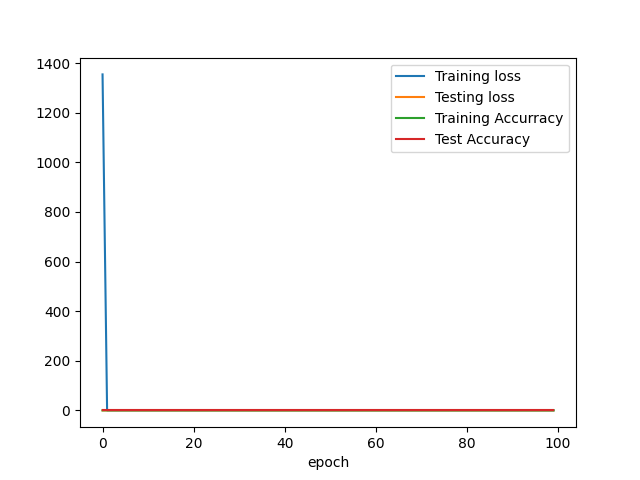 1400
1200
1000
800
600
400
200
0
Training loss
Testing loss
Training Accurracy
Test Accuracy
0 20 40 60 80 100
epoch